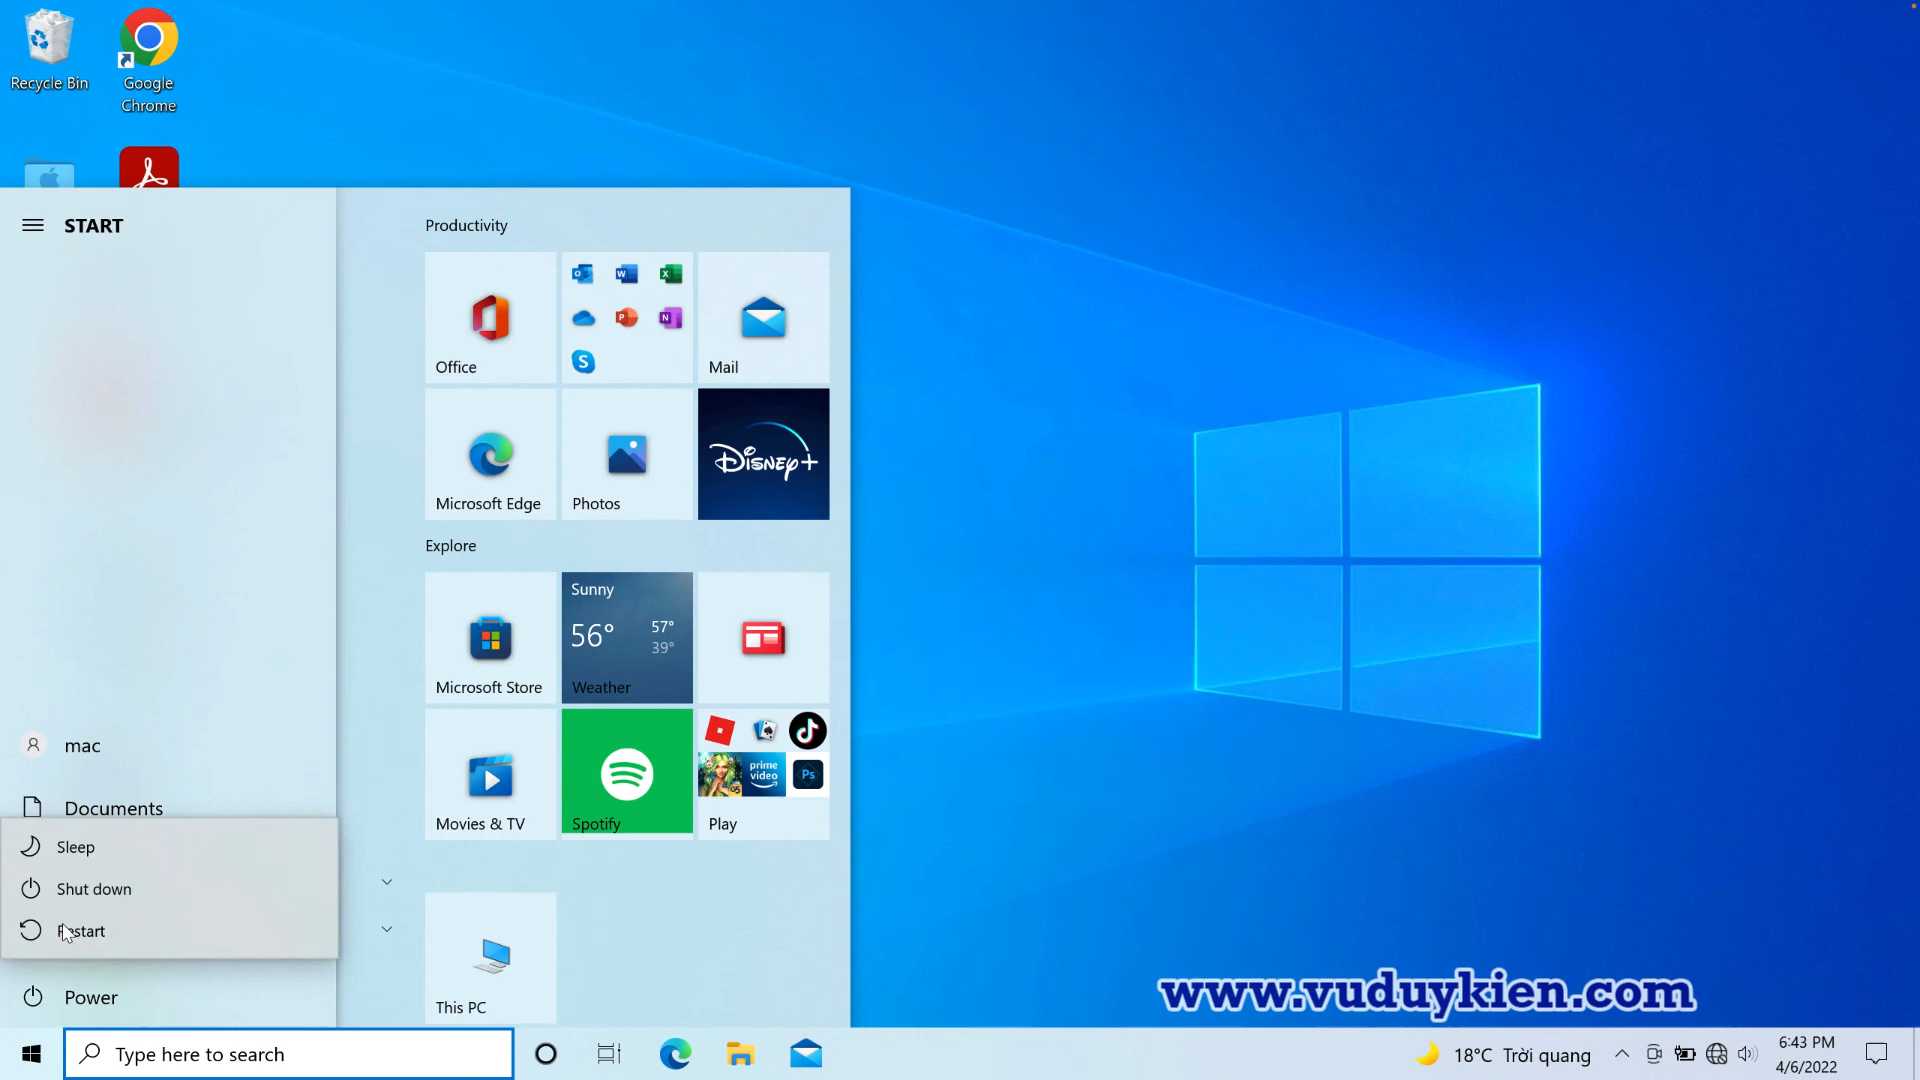 Recycle Bin
Google
Chrome
START
Productivity
Office
Mail
Microsoft Edge
Photos
Disney+
Explore
Microsoft Store
Sunny
56°
57°
39°
Weather
Movies & TV
Spotify
prime
video
Ps
Play
mac
Documents
Sleep
Shut down
Restart
Power
This PC
www.vuduykien.com
Type here to search
18°C Trời quang
6:43 PM
4/6/2022